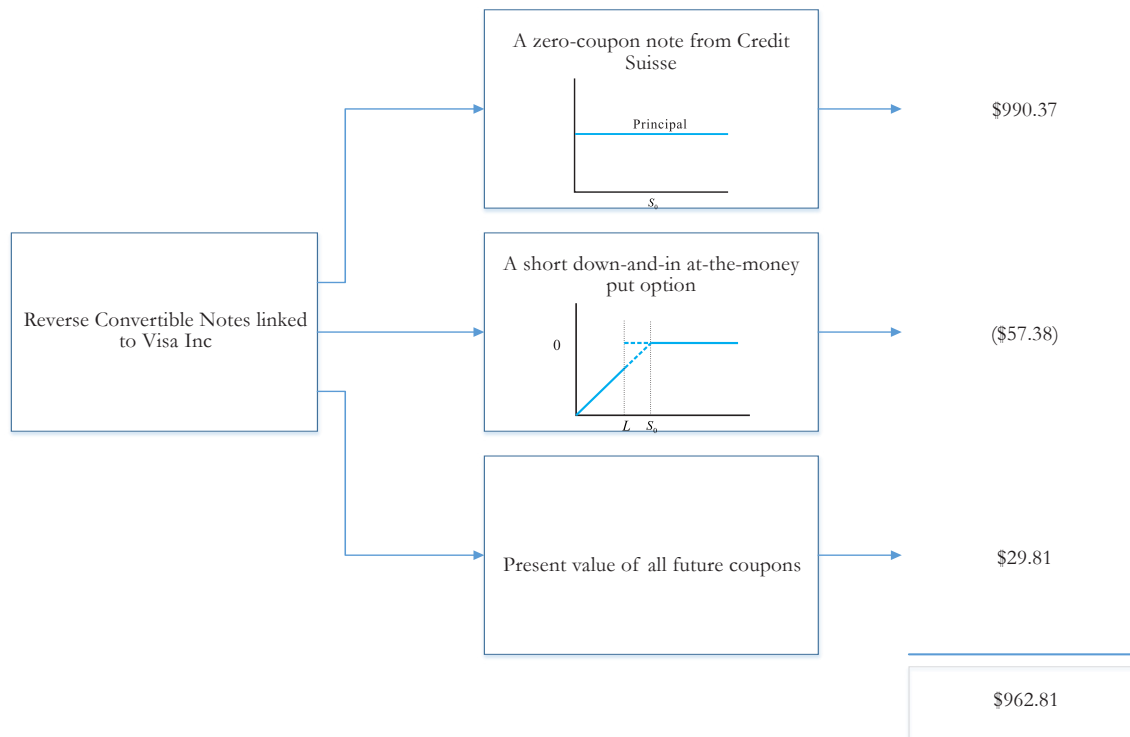 A zero-coupon note from Credit
Suisse
Principal
S₀
$990.37
Reverse Convertible Notes linked
to Visa Inc
A short down-and-in at-the-money
put option
0
L S₀
($57.38)
Present value of all future coupons
$29.81
$962.81